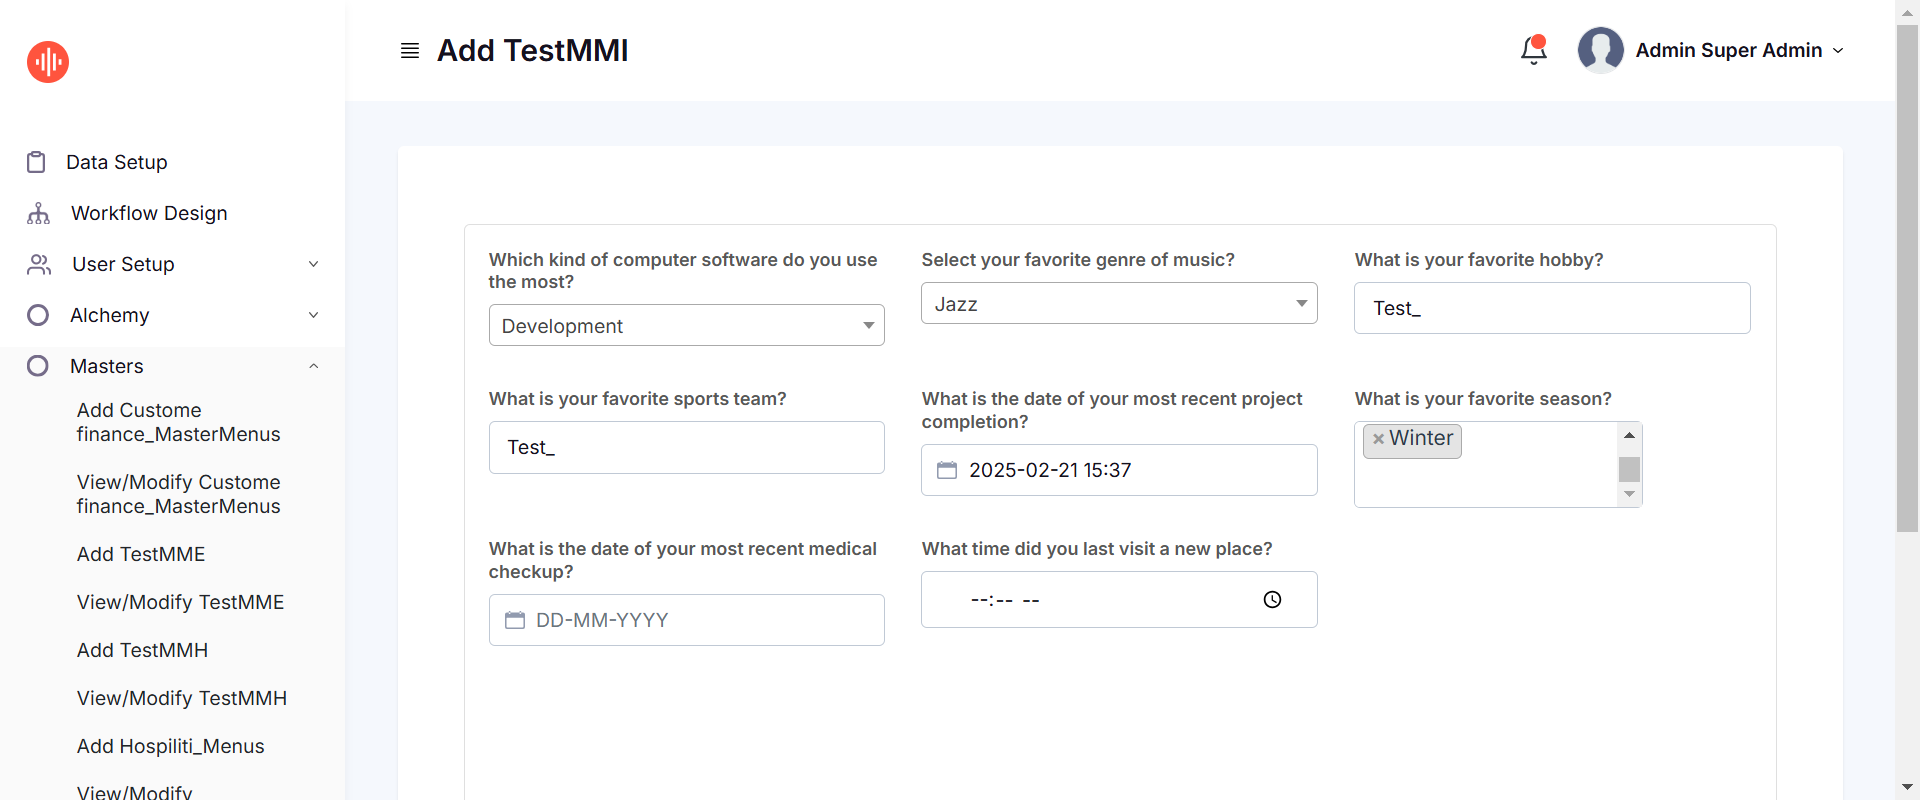 Add TestMMI
Admin Super Admin
Data Setup
Workflow Design
User Setup
Alchemy
Masters
Add Custome
finance_MasterMenus
View/Modify Custome
finance_MasterMenus
Add TestMME
View/Modify TestMME
Add TestMMH
View/Modify TestMMH
Add Hospiliti_Menus
View/Modify
Which kind of computer software do you use
the most?
Development
Select your favorite genre of music?
Jazz
What is your favorite hobby?
Test_
What is your favorite sports team?
Test_
What is the date of your most recent project
completion?
2025-02-21 15:37
What is your favorite season?
× Winter
What is the date of your most recent medical
checkup?
DD-MM-YYYY
What time did you last visit a new place?
--:-- --